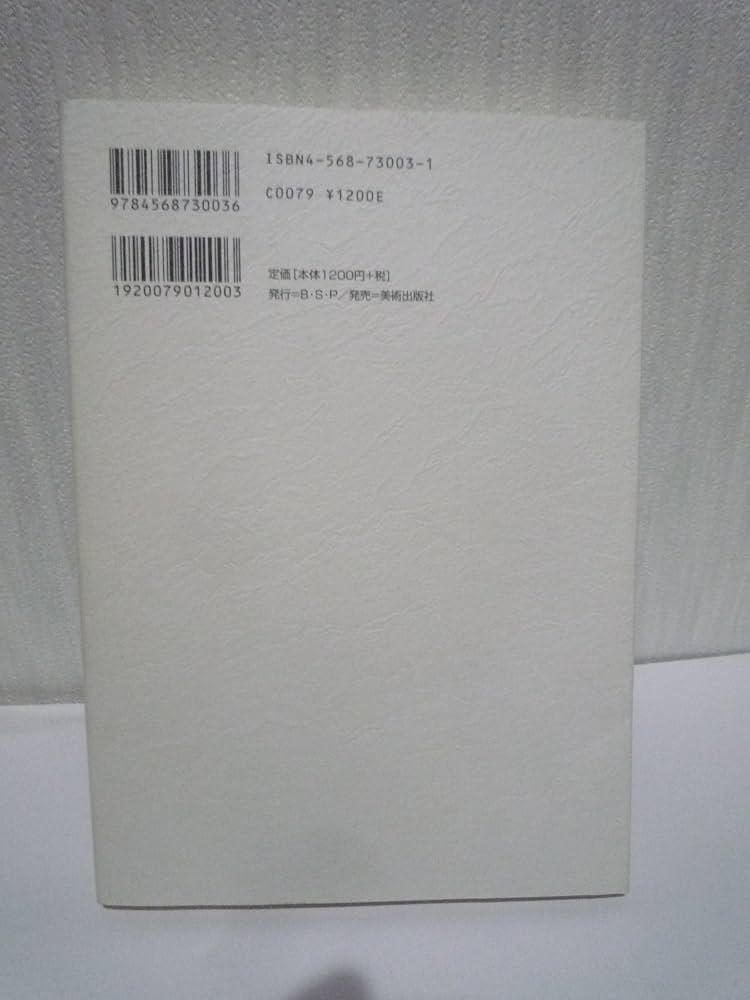 ISBN4-568-73003-1
9784568730036
C0079 ¥1200E
1920079012003
定価[本体1200円+税]
発行=B・S・P/発売=美術出版社